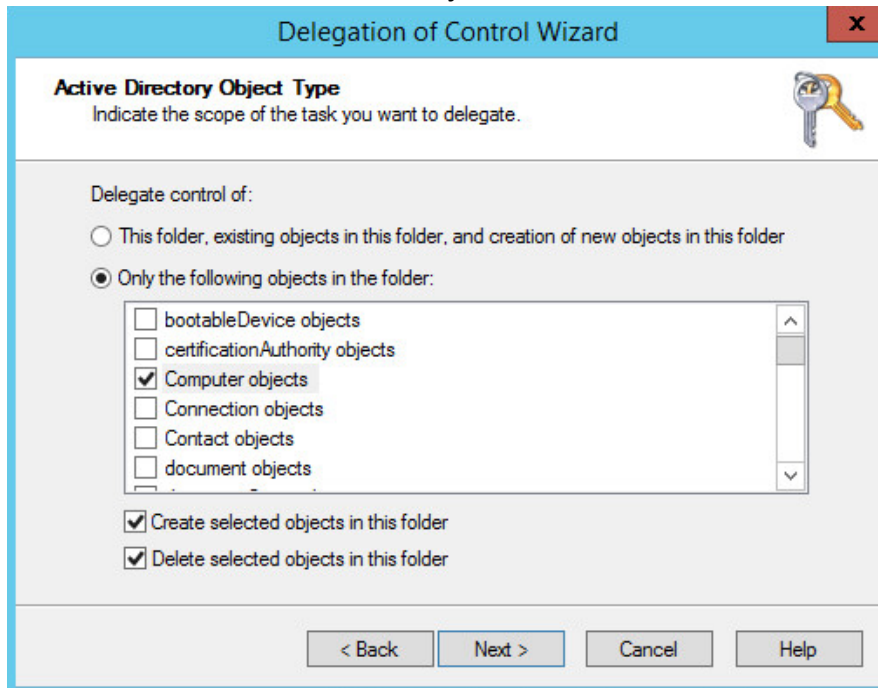 Delegation of Control Wizard
x
Active Directory Object Type
Indicate the scope of the task you want to delegate.
Delegate control of:
This folder, existing objects in this folder, and creation of new objects in this folder
Only the following objects in the folder:
bootableDevice objects
certificationAuthority objects
Computer objects
Connection objects
Contact objects
document objects
Create selected objects in this folder
Delete selected objects in this folder
< Back Next > Cancel Help